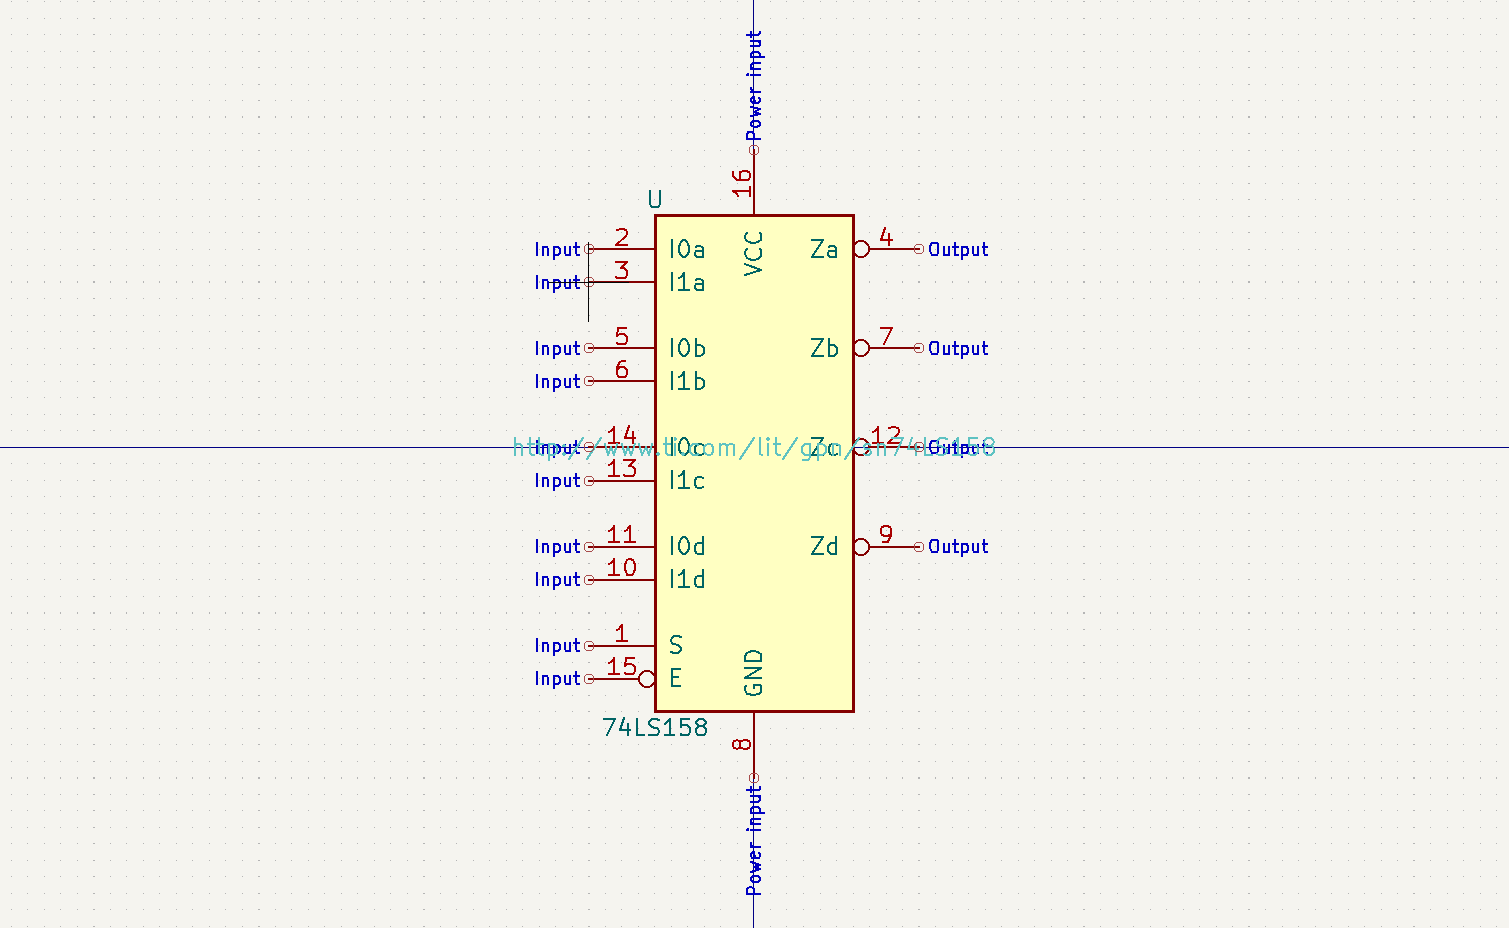 Power input
16
U
VCC
Input 2 I0a Za 4 Output
Input 3 I1a
Input 5 I0b Zb 7 Output
Input 6 I1b
Input 14 I0c Zc 12 Output
http://www.ti.com/lit/gpn/sn74LS158
Input 13 I1c
Input 11 I0d Zd 9 Output
Input 10 I1d
Input 1 S
Input 15 E
GND
74LS158
8
Power input